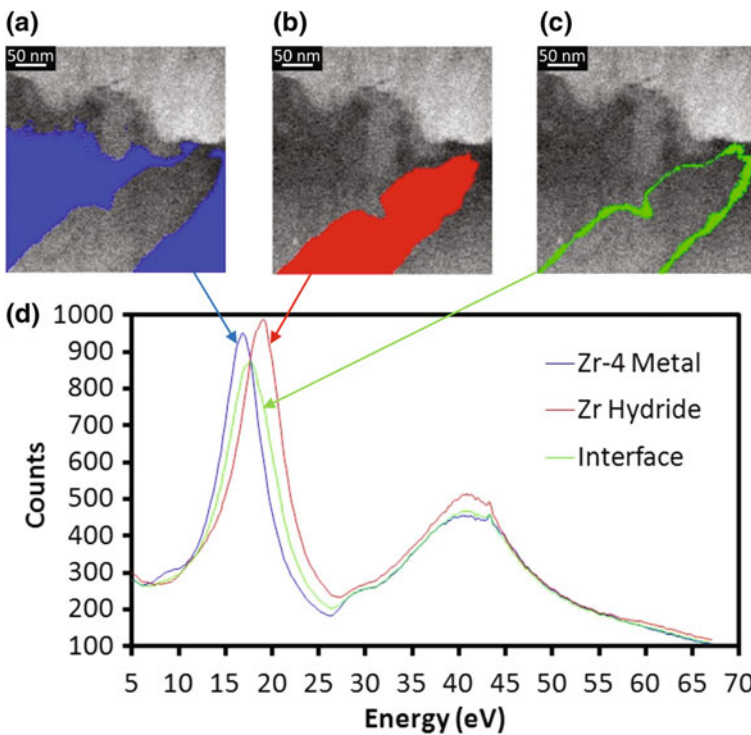 (a)
(b)
(c)
50 nm
50 nm
50 nm
(d)
1000
900
800
700
600
500
400
300
200
100
Counts
Zr-4 Metal
Zr Hydride
Interface
5 10 15 20 25 30 35 40 45 50 55 60 65 70
Energy (eV)